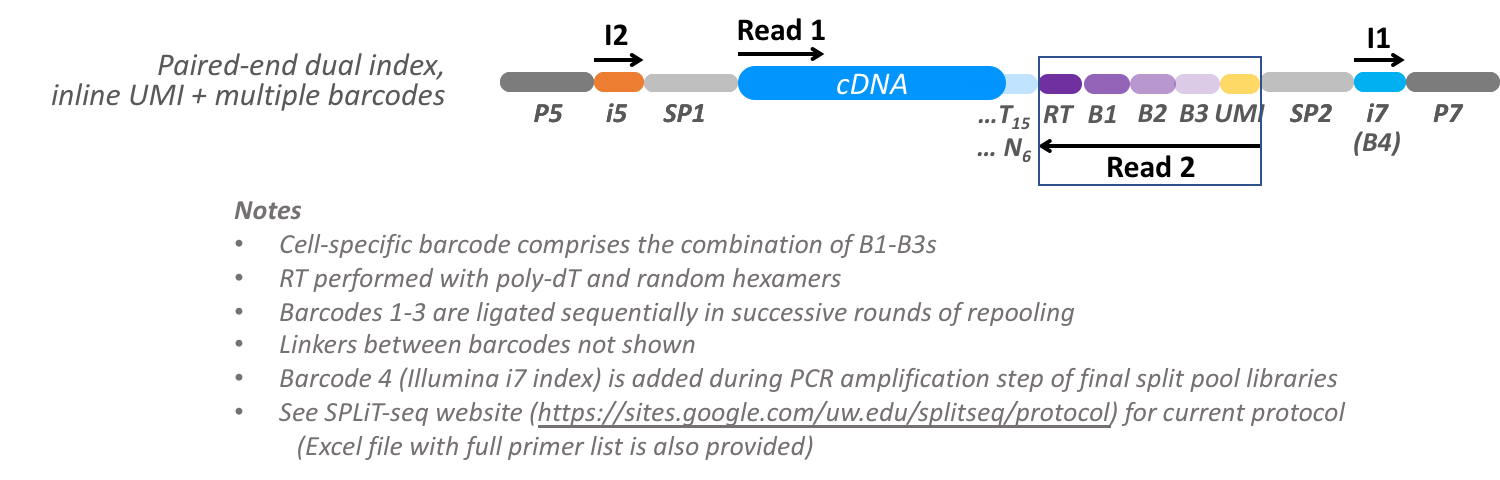 I2
Read 1
I1
Paired-end dual index,
inline UMI + multiple barcodes
cDNA
P5 i5 SP1 ...T15 RT B1 B2 B3 UMI SP2 i7 P7
... N6 (B4)
Read 2
Notes
• Cell-specific barcode comprises the combination of B1-B3s
• RT performed with poly-dT and random hexamers
• Barcodes 1-3 are ligated sequentially in successive rounds of repooling
• Linkers between barcodes not shown
• Barcode 4 (Illumina i7 index) is added during PCR amplification step of final split pool libraries
• See SPLiT-seq website (https://sites.google.com/uw.edu/splitseq/protocol) for current protocol
(Excel file with full primer list is also provided)